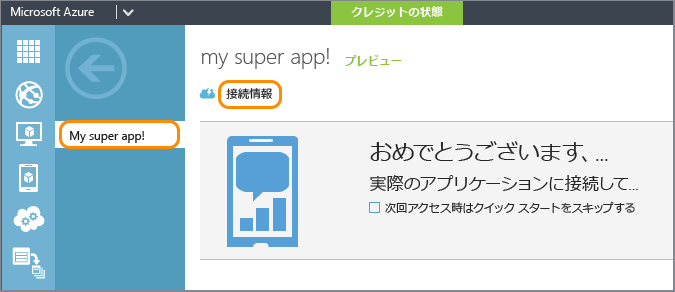 Microsoft Azure
クレジットの状態
my super app! プレビュー
接続情報
My super app!
おめでとうございます、...
実際のアプリケーションに接続して...
次回アクセス時はクイック スタートをスキップする